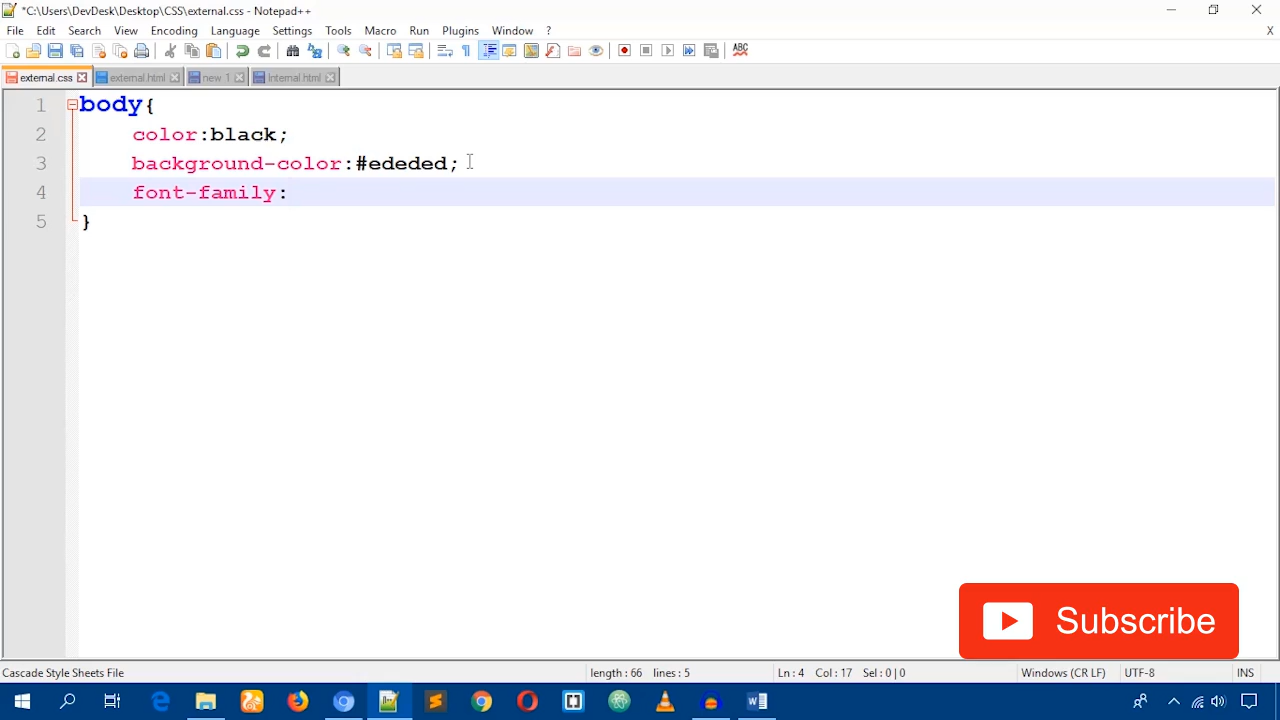 *C:\Users\DevDesk\Desktop\CSS\external.css - Notepad++
File Edit Search View Encoding Language Settings Tools Macro Run Plugins Window ? X
external.css external.html new 1 Internal.html
1 body{
2 color:black;
3 background-color:#ededed;
4 font-family:
5 }
Subscribe
Cascade Style Sheets File length : 66 lines : 5 Ln : 4 Col : 17 Sel : 0 | 0 Windows (CR LF) UTF-8 INS